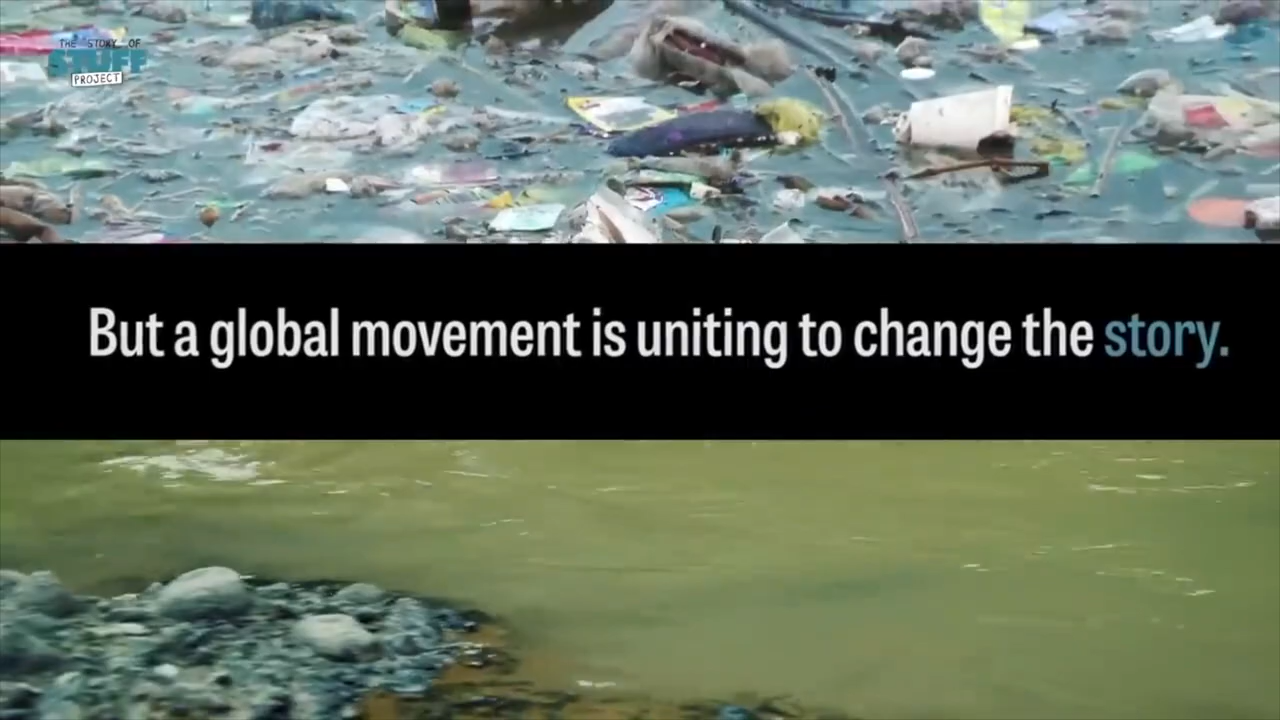 THE STORY OF
STUFF
PROJECT
But a global movement is uniting to change the story.